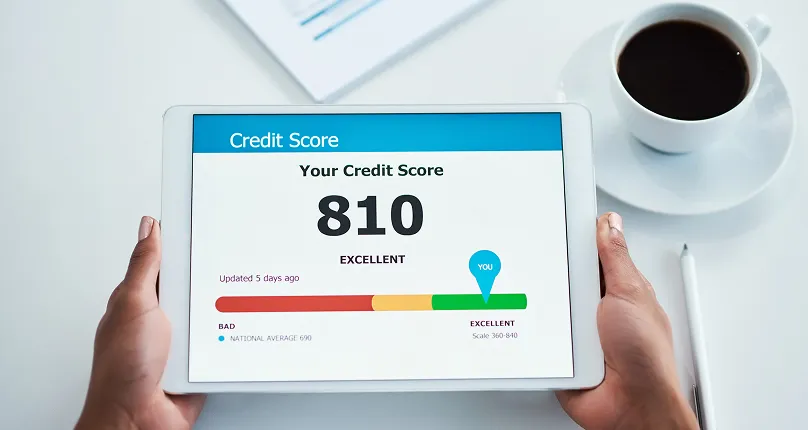 Credit Score
Your Credit Score
810
EXCELLENT
YOU
Updated 5 days ago
BAD
EXCELLENT
NATIONAL AVERAGE 690
Scale 360-840